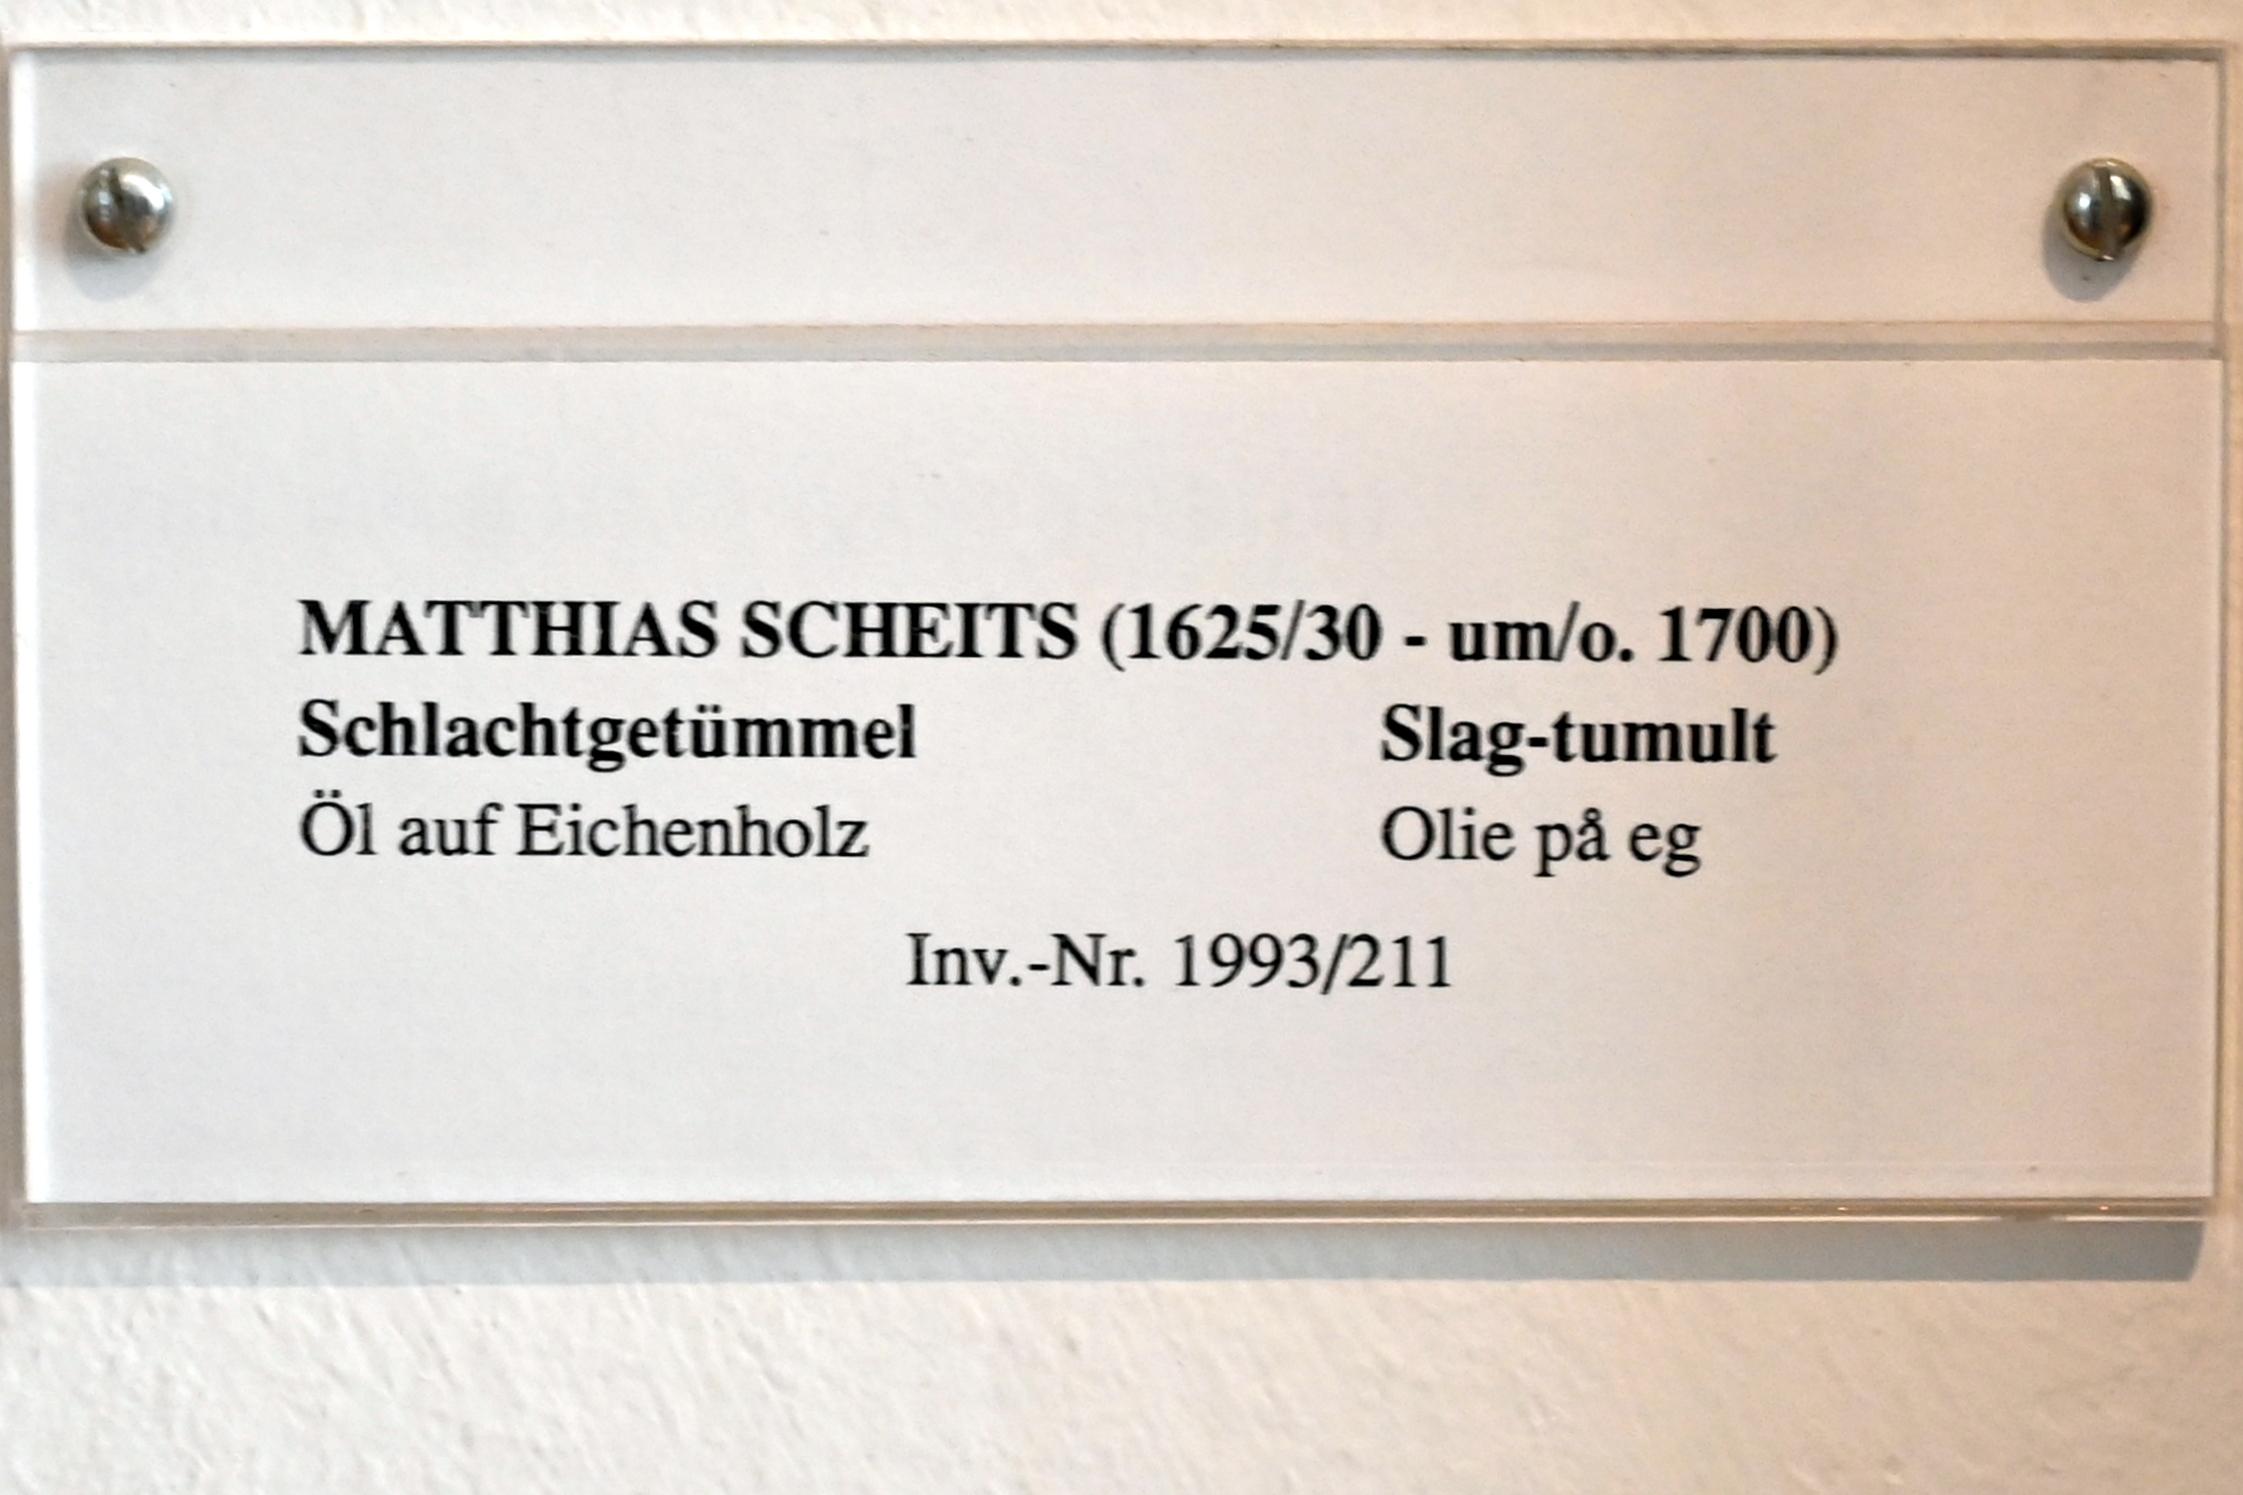 MATTHIAS SCHEITS (1625/30 - um/o. 1700)
Schlachtgetümmel Slag-tumult
Öl auf Eichenholz Olie på eg
Inv.-Nr. 1993/211